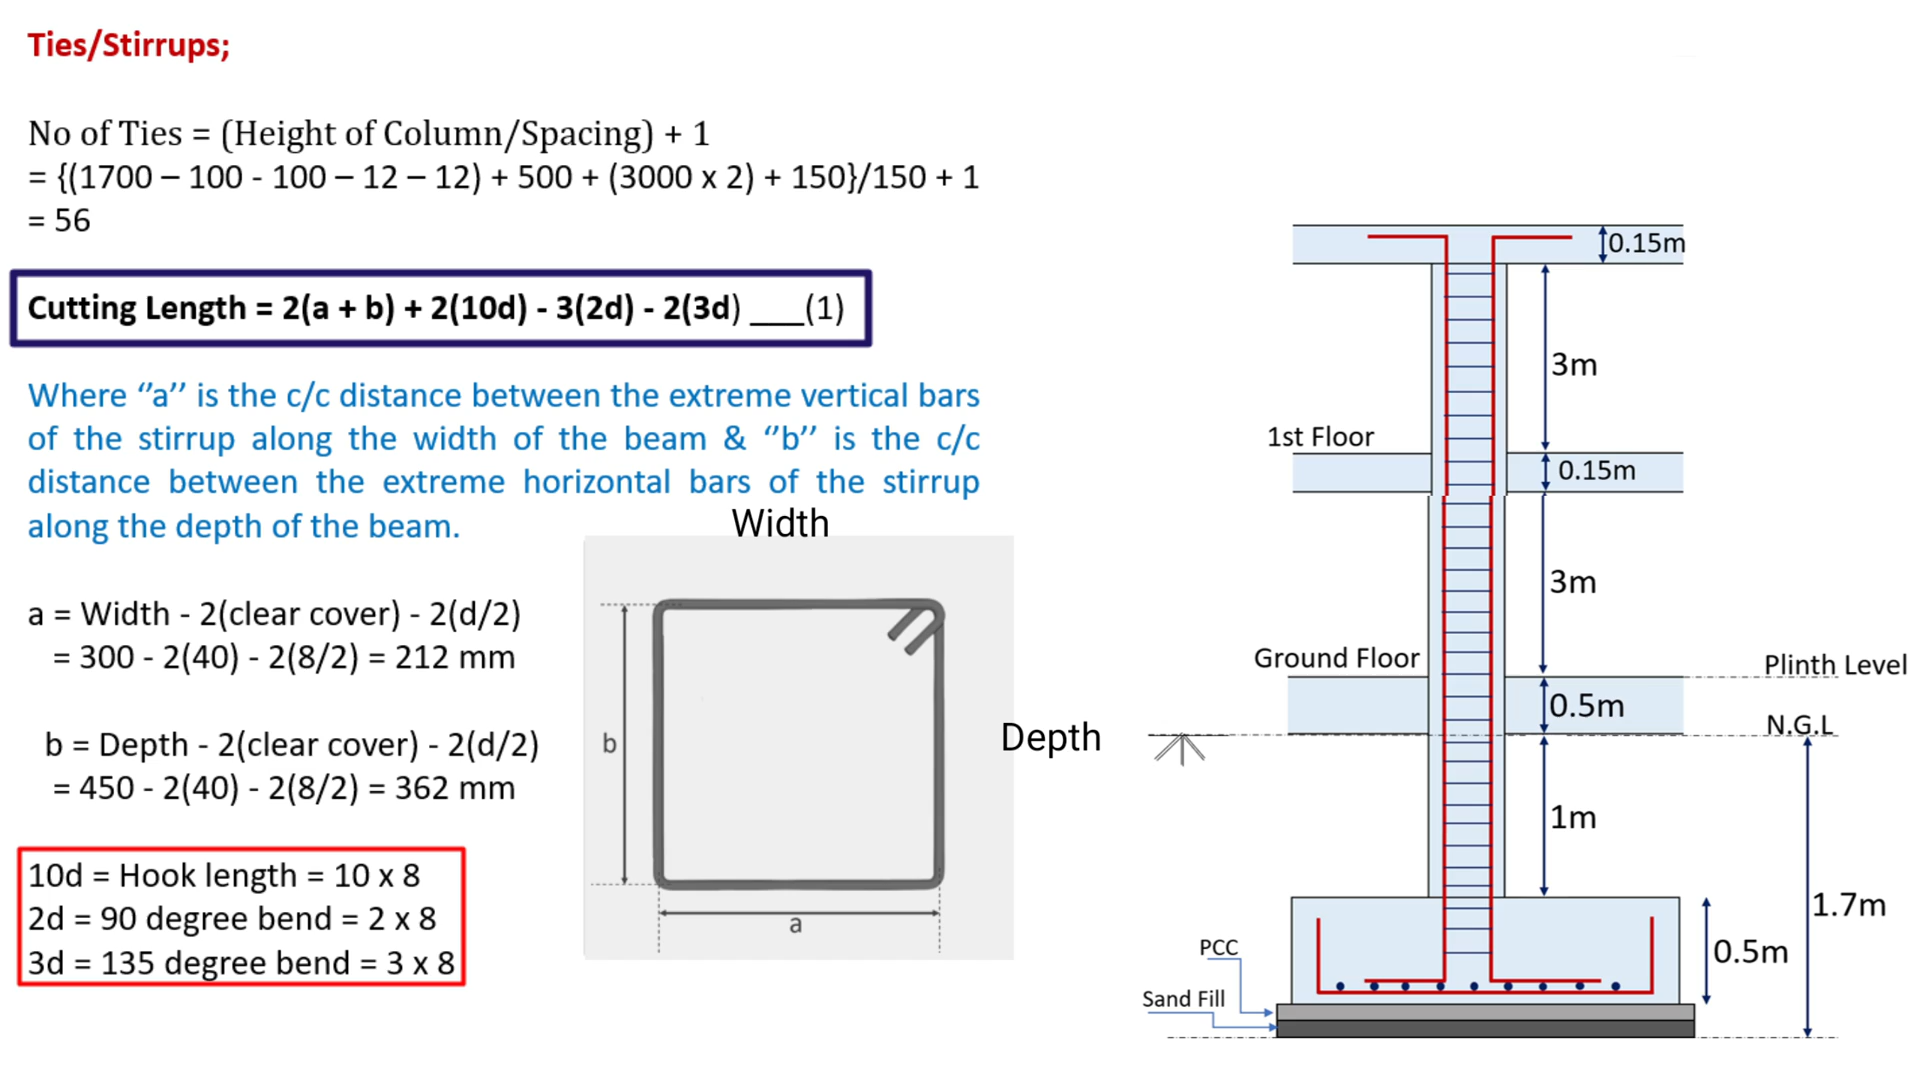 Ties/Stirrups;
No of Ties = (Height of Column/Spacing) + 1
= {(1700 – 100 - 100 – 12 – 12) + 500 + (3000 x 2) + 150}/150 + 1
= 56
Cutting Length = 2(a + b) + 2(10d) - 3(2d) - 2(3d) ___(1)
Where ‘’a’’ is the c/c distance between the extreme vertical bars
of the stirrup along the width of the beam & ‘’b’’ is the c/c
distance between the extreme horizontal bars of the stirrup
along the depth of the beam.
a = Width - 2(clear cover) - 2(d/2)
= 300 - 2(40) - 2(8/2) = 212 mm
b = Depth - 2(clear cover) - 2(d/2)
= 450 - 2(40) - 2(8/2) = 362 mm
10d = Hook length = 10 x 8
2d = 90 degree bend = 2 x 8
3d = 135 degree bend = 3 x 8
Width
b
a
Depth
0.15m
3m
1st Floor
0.15m
3m
Ground Floor
Plinth Level
0.5m
N.G.L
1m
1.7m
PCC
0.5m
Sand Fill